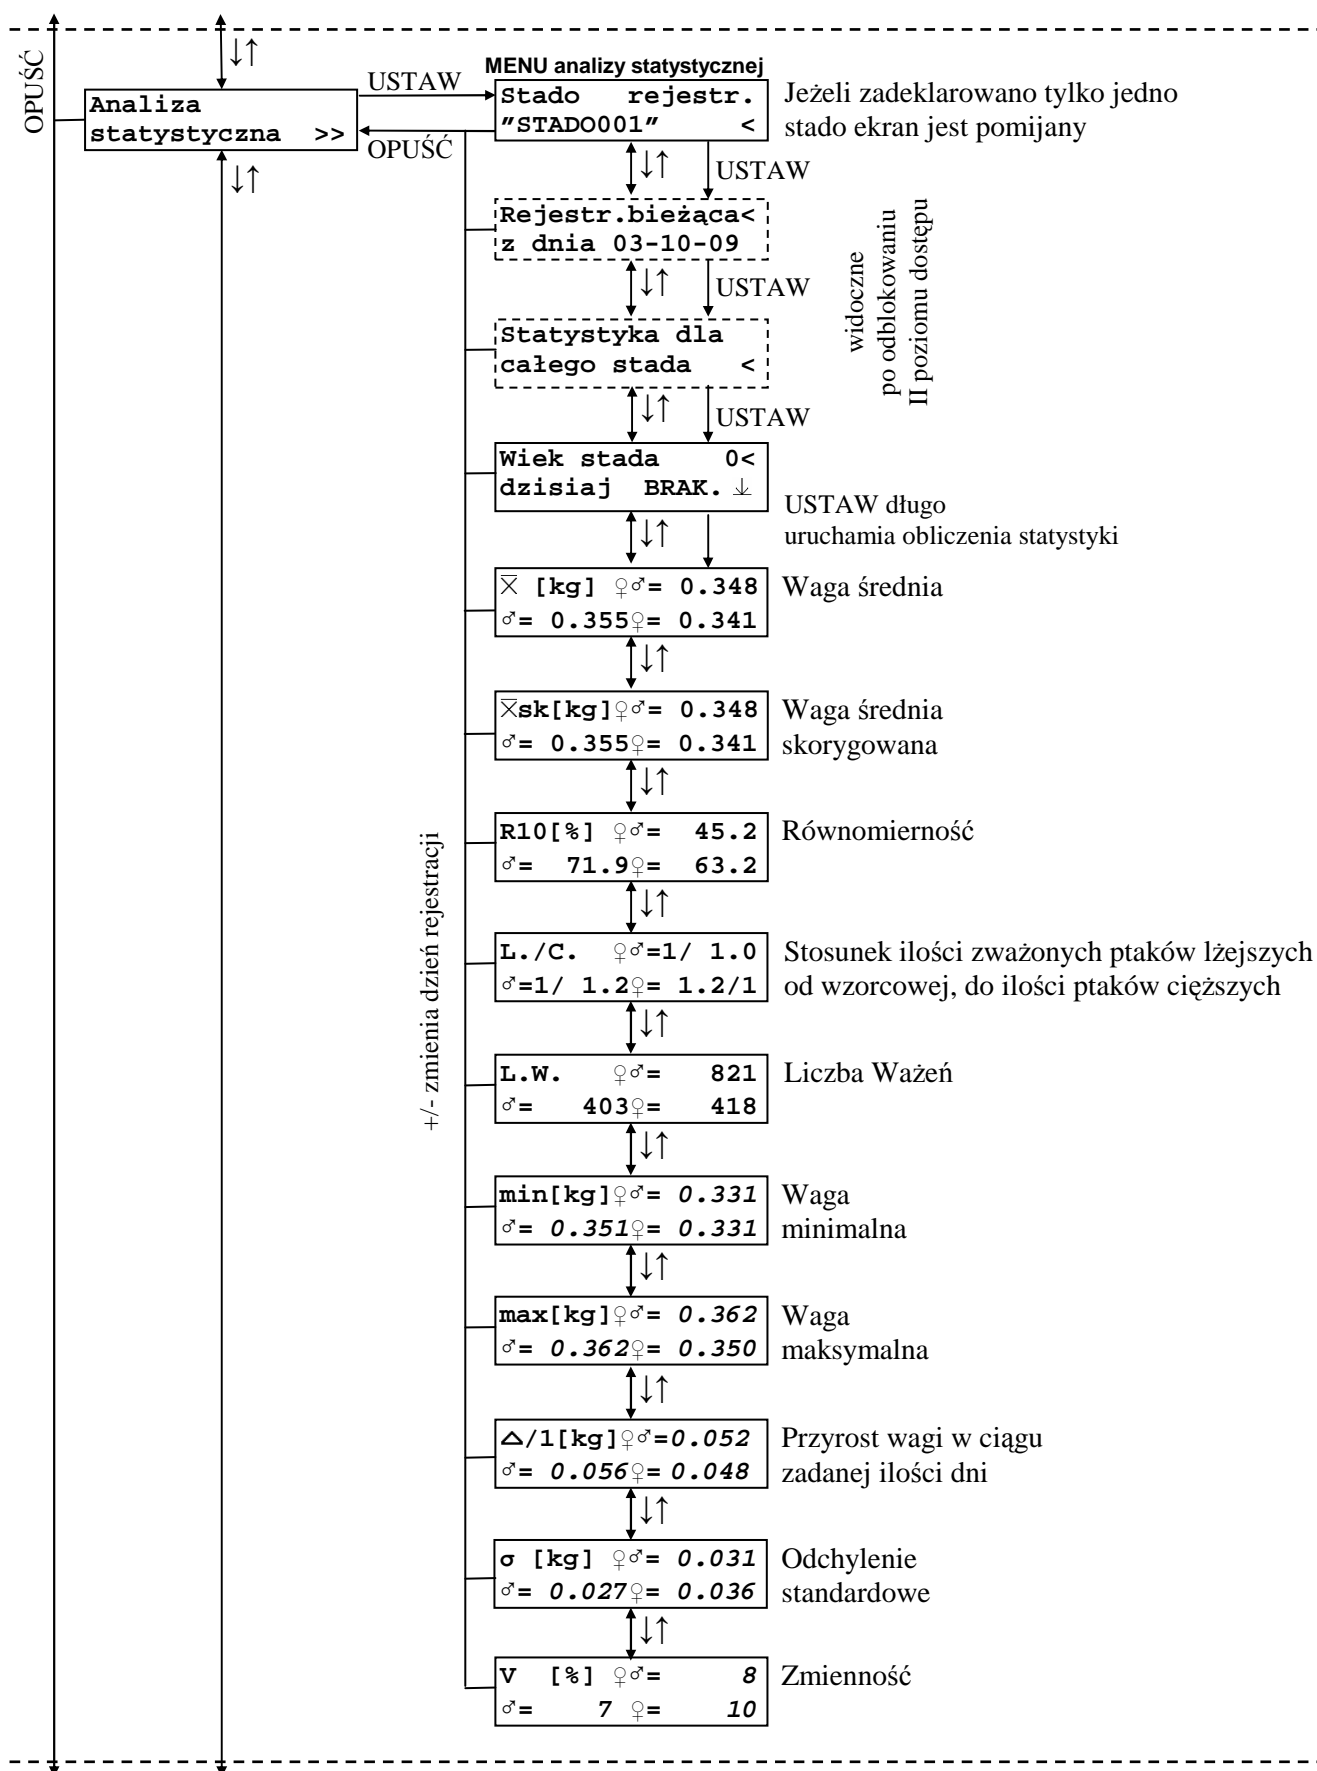 OPUŚĆ
↓↑
Analiza
statystyczna >>
↓↑
USTAW
OPUŚĆ
MENU analizy statystycznej
Stado rejestr.
"STADO001" <
Jeżeli zadeklarowano tylko jedno
stado ekran jest pomijany
↓↑ USTAW
Rejestr.bieżąca<
z dnia 03-10-09
↓↑ USTAW
Statystyka dla
całego stada <
widoczne
po odblokowaniu
II poziomu dostępu
↓↑ USTAW
Wiek stada 0<
dzisiaj BRAK. ↓
USTAW długo
uruchamia obliczenia statystyki
↓↑
X̅ [kg] ♀♂= 0.348
♂= 0.355♀= 0.341
Waga średnia
↓↑
X̅sk[kg]♀♂= 0.348
♂= 0.355♀= 0.341
Waga średnia
skorygowana
↓↑
+/- zmienia dzień rejestracji
R10[%] ♀♂= 45.2
♂= 71.9♀= 63.2
Równomierność
↓↑
L./C. ♀♂=1/ 1.0
♂=1/ 1.2♀= 1.2/1
Stosunek ilości zważonych ptaków lżejszych
od wzorcowej, do ilości ptaków cięższych
↓↑
L.W. ♀♂= 821
♂= 403♀= 418
Liczba Ważeń
↓↑
min[kg]♀♂= 0.331
♂= 0.351♀= 0.331
Waga
minimalna
↓↑
max[kg]♀♂= 0.362
♂= 0.362♀= 0.350
Waga
maksymalna
↓↑
△/1[kg]♀♂=0.052
♂= 0.056♀= 0.048
Przyrost wagi w ciągu
zadanej ilości dni
↓↑
σ [kg] ♀♂= 0.031
♂= 0.027♀= 0.036
Odchylenie
standardowe
↓↑
V [%] ♀♂= 8
♂= 7 ♀= 10
Zmienność